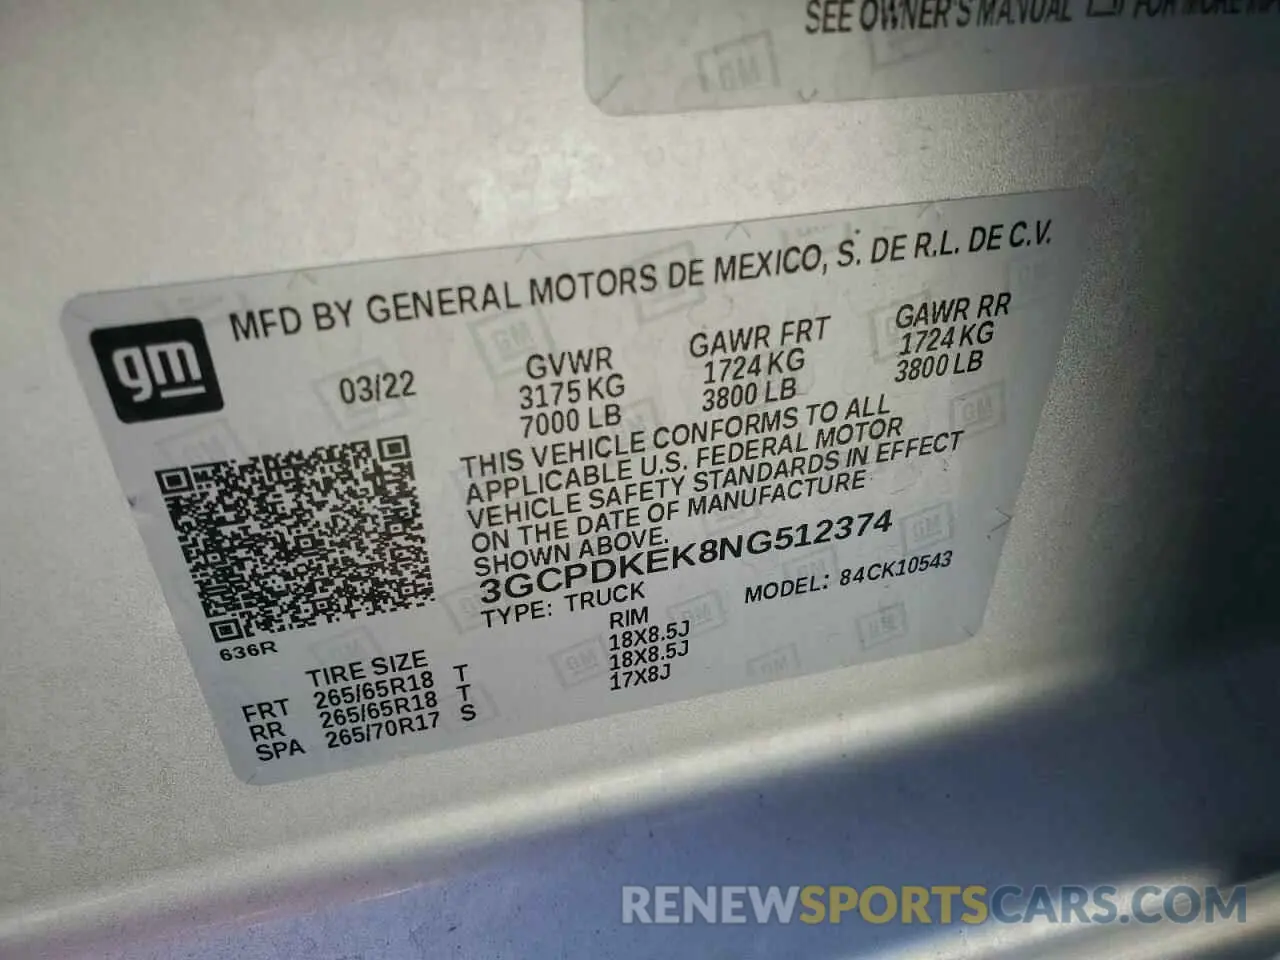 SEE OWNER'S MANUAL FOR MORE
MFD BY GENERAL MOTORS DE MEXICO, S. DE R.L. DE C.V.
gm
03/22
GVWR GAWR FRT GAWR RR
3175 KG 1724 KG 1724 KG
7000 LB 3800 LB 3800 LB
THIS VEHICLE CONFORMS TO ALL
APPLICABLE U.S. FEDERAL MOTOR
VEHICLE SAFETY STANDARDS IN EFFECT
ON THE DATE OF MANUFACTURE
SHOWN ABOVE.
3GCPDKEK8NG512374
TYPE: TRUCK MODEL: 84CK10543
636R
TIRE SIZE RIM
FRT 265/65R18 T 18X8.5J
RR 265/65R18 T 18X8.5J
SPA 265/70R17 S 17X8J
RENEWSPORTSCARS.COM